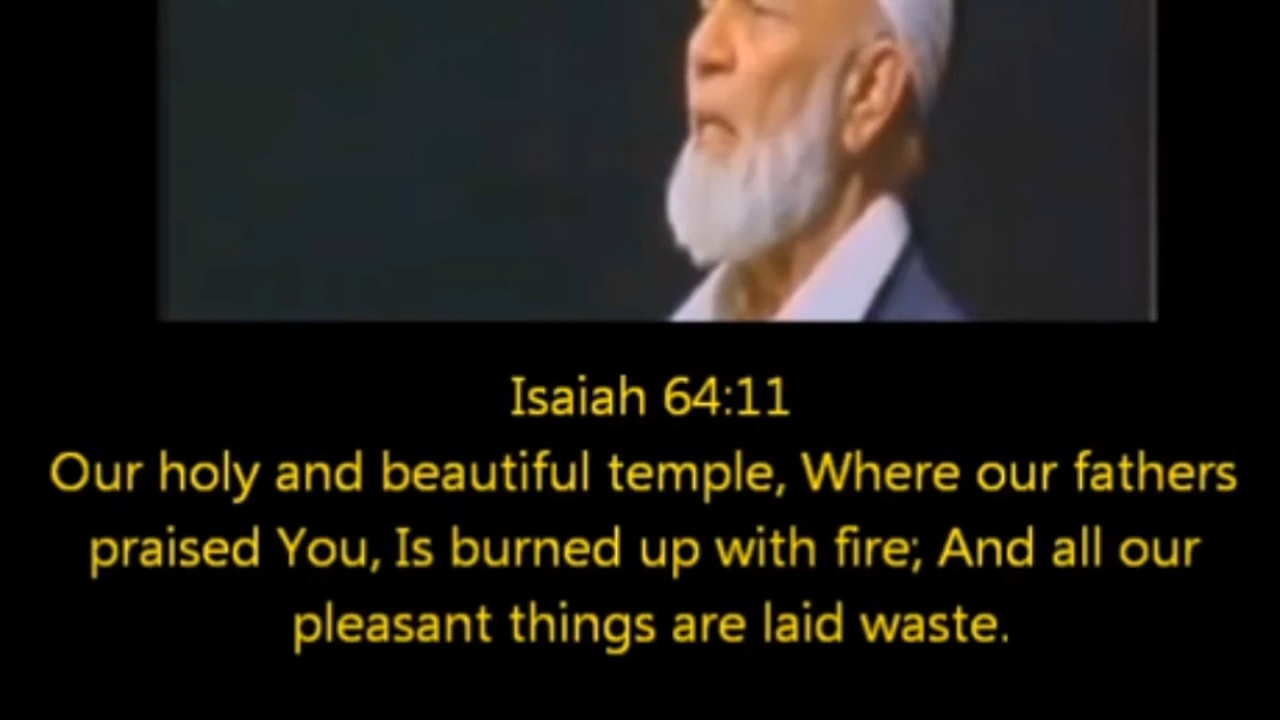 Isaiah 64:11
Our holy and beautiful temple, Where our fathers
praised You, Is burned up with fire; And all our
pleasant things are laid waste.